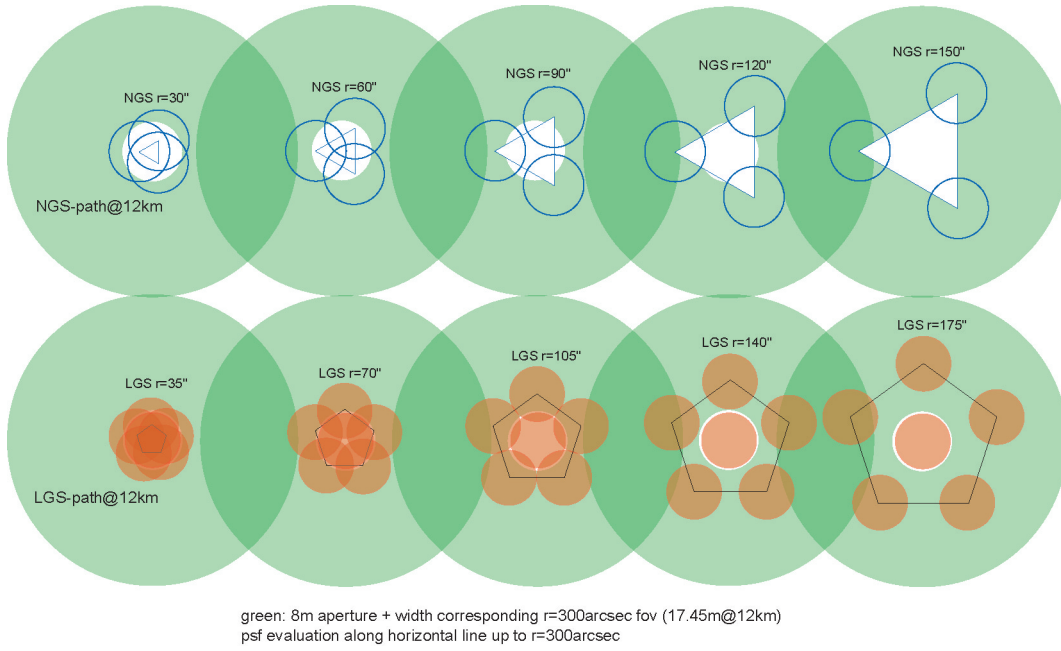 NGS r=30"
NGS r=60"
NGS r=90"
NGS r=120"
NGS r=150"
NGS-path@12km
LGS r=35"
LGS r=70"
LGS r=105"
LGS r=140"
LGS r=175"
LGS-path@12km
green: 8m aperture + width corresponding r=300arcsec fov (17.45m@12km)
psf evaluation along horizontal line up to r=300arcsec